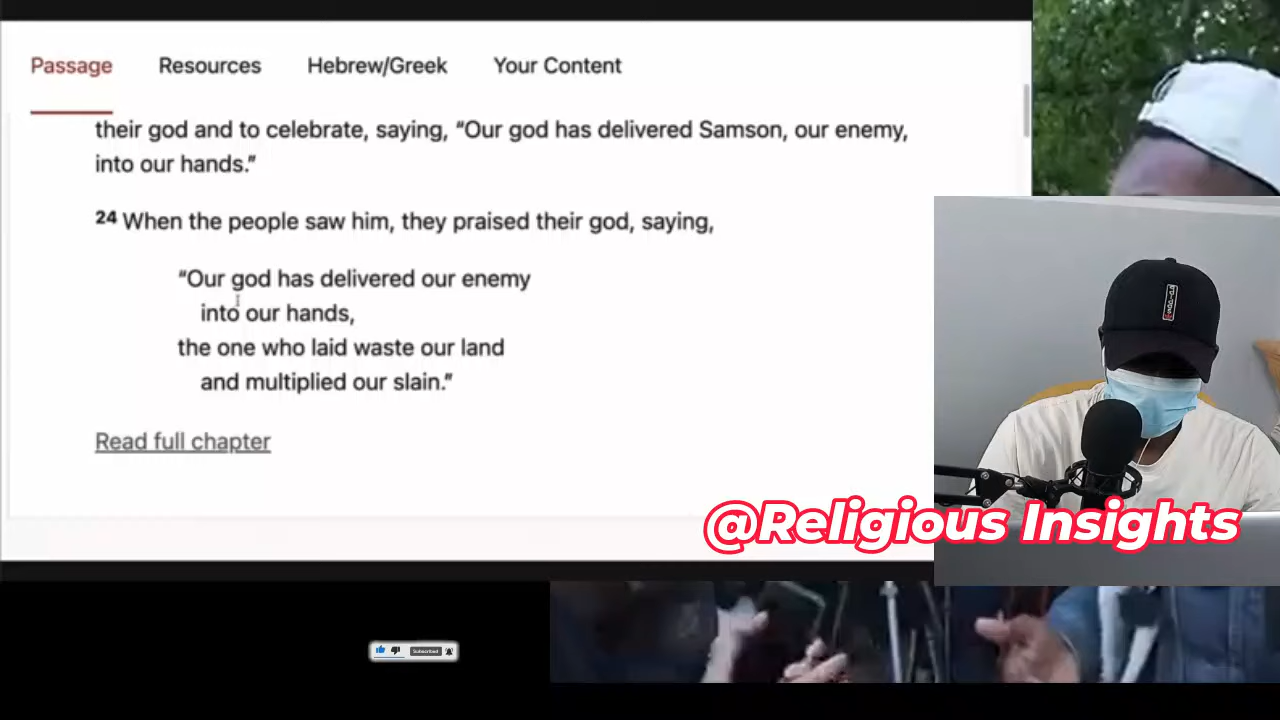 Passage Resources Hebrew/Greek Your Content
their god and to celebrate, saying, “Our god has delivered Samson, our enemy,
into our hands.”
24 When the people saw him, they praised their god, saying,
“Our god has delivered our enemy
into our hands,
the one who laid waste our land
and multiplied our slain.”
Read full chapter
@Religious Insights
Subscribed